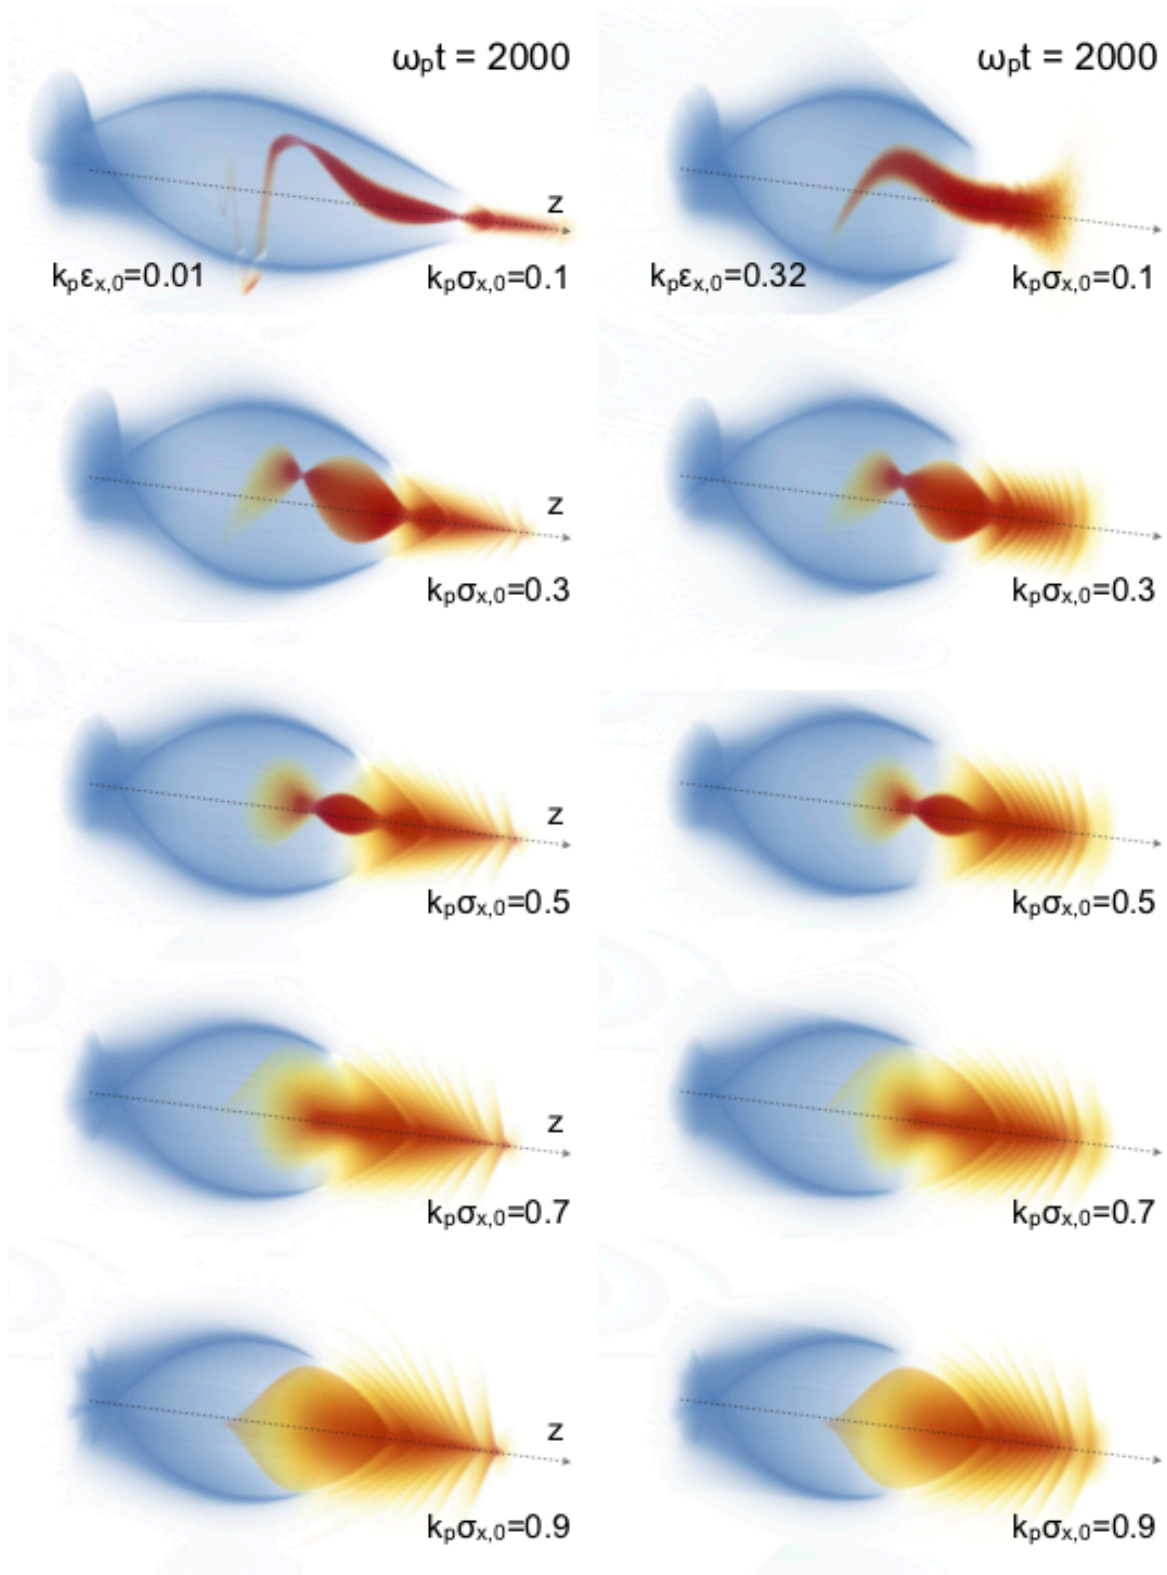 ωₚt = 2000 ωₚt = 2000
z
kₚεₓ,₀=0.01 kₚσₓ,₀=0.1 kₚεₓ,₀=0.32 kₚσₓ,₀=0.1
z
kₚσₓ,₀=0.3 kₚσₓ,₀=0.3
z
kₚσₓ,₀=0.5 kₚσₓ,₀=0.5
z
kₚσₓ,₀=0.7 kₚσₓ,₀=0.7
z
kₚσₓ,₀=0.9 kₚσₓ,₀=0.9